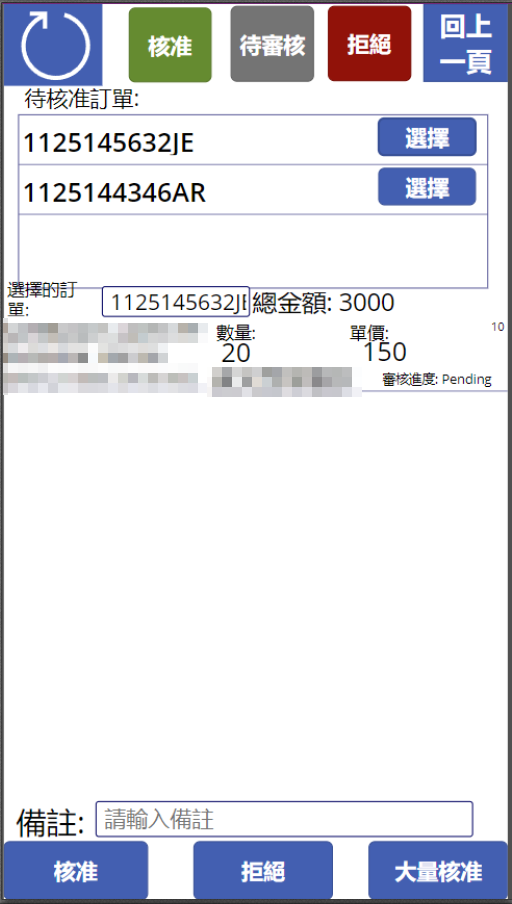 核准
待審核
拒絕
回上
一頁
待核准訂單:
1125145632JE
選擇
1125144346AR
選擇
選擇的訂
單:
1125145632JE
總金額: 3000
數量:
單價:
10
20
150
審核進度: Pending
備註:
請輸入備註
核准
拒絕
大量核准